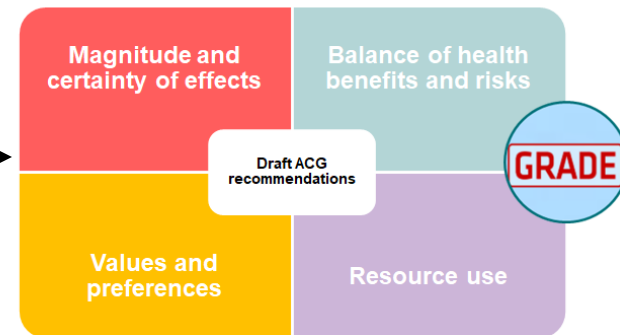 Magnitude and
certainty of effects
Balance of health
benefits and risks
Draft ACG
recommendations
GRADE
Values and
preferences
Resource use